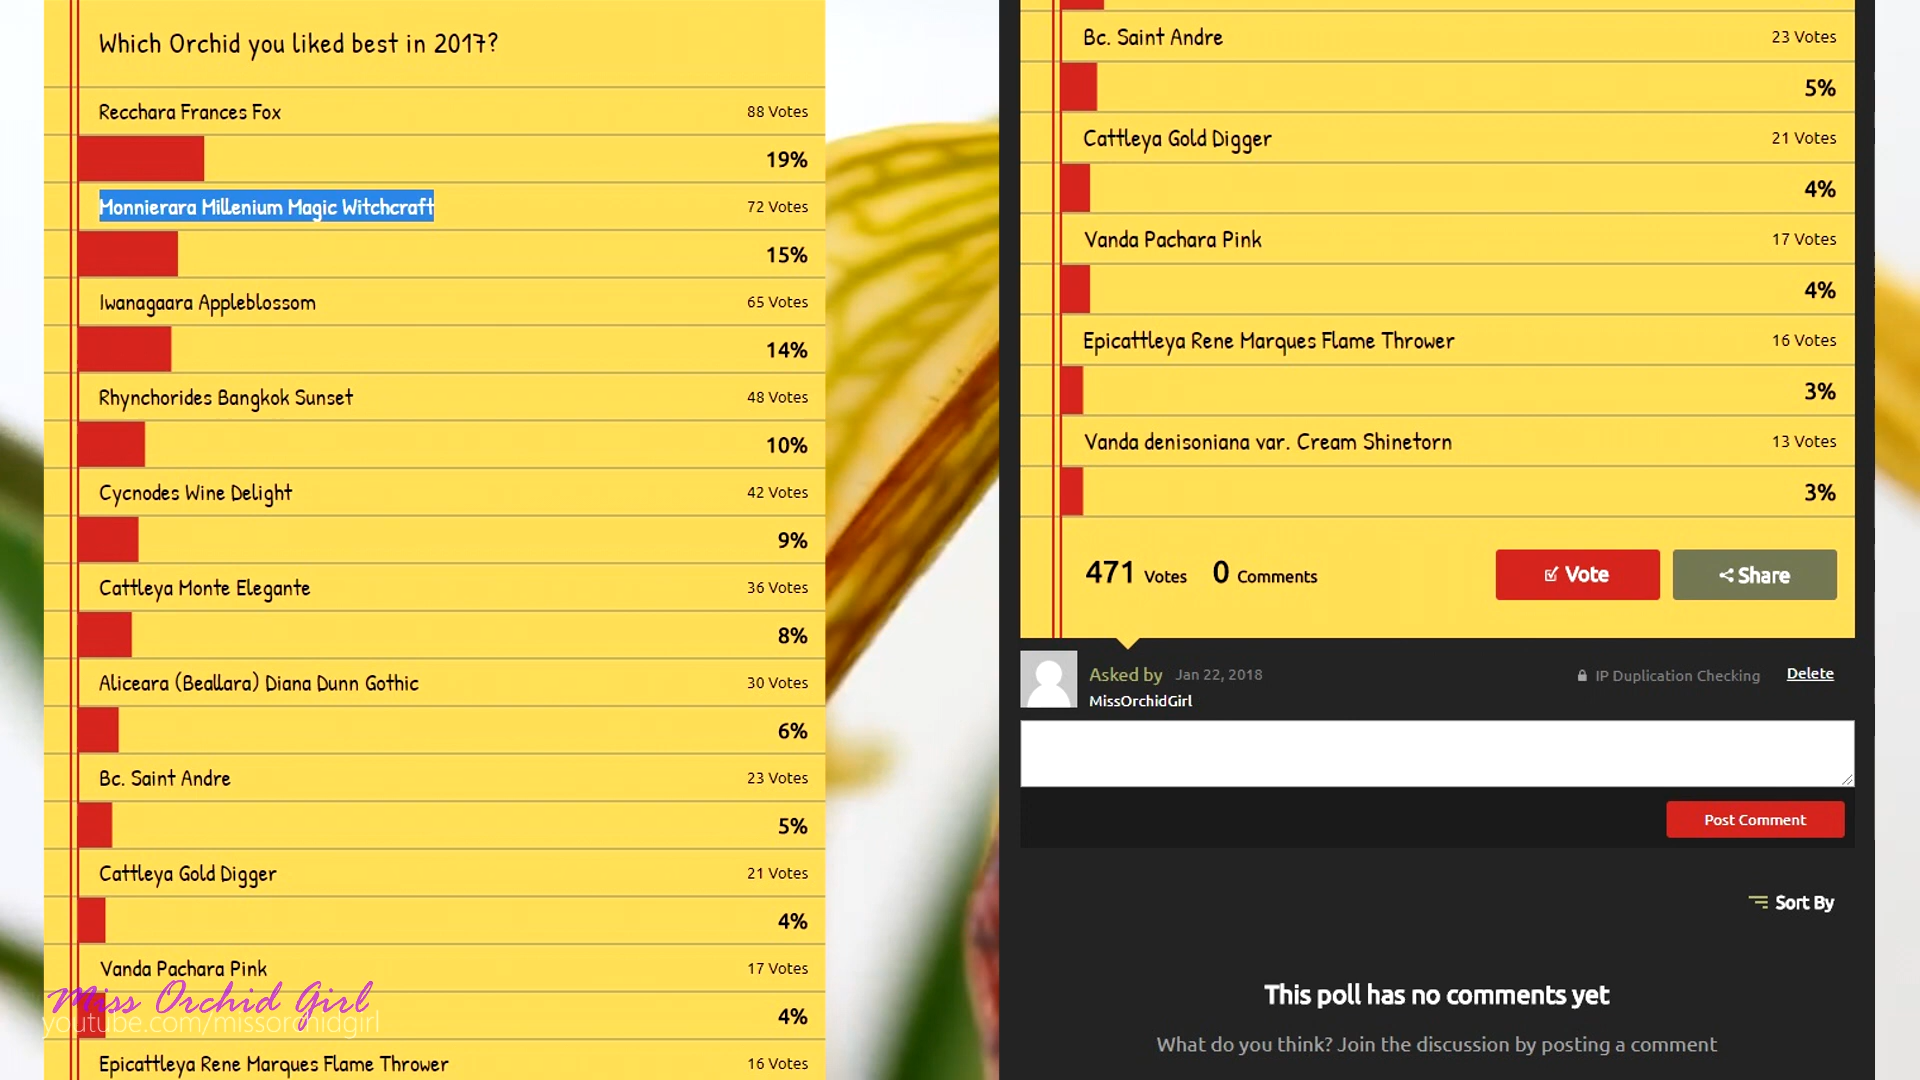 Which Orchid you liked best in 2017?
Recchara Frances Fox 88 Votes
19%
Monnierara Millenium Magic Witchcraft 72 Votes
15%
Iwanagaara Appleblossom 65 Votes
14%
Rhynchorides Bangkok Sunset 48 Votes
10%
Cycnodes Wine Delight 42 Votes
9%
Cattleya Monte Elegante 36 Votes
8%
Aliceara (Beallara) Diana Dunn Gothic 30 Votes
6%
Bc. Saint Andre 23 Votes
5%
Cattleya Gold Digger 21 Votes
4%
Vanda Pachara Pink 17 Votes
Miss Orchid Girl
youtube.com/missorchidgirl
4%
Epicattleya Rene Marques Flame Thrower 16 Votes
Bc. Saint Andre 23 Votes
5%
Cattleya Gold Digger 21 Votes
4%
Vanda Pachara Pink 17 Votes
4%
Epicattleya Rene Marques Flame Thrower 16 Votes
3%
Vanda denisoniana var. Cream Shinetorn 13 Votes
3%
471 Votes 0 Comments Vote Share
Asked by Jan 22, 2018 IP Duplication Checking Delete
MissOrchidGirl
Post Comment
Sort By
This poll has no comments yet
What do you think? Join the discussion by posting a comment